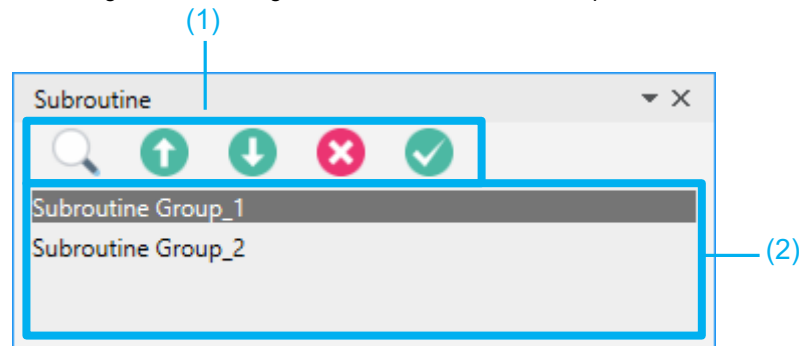 (1)
Subroutine
Subroutine Group_1
Subroutine Group_2
(2)